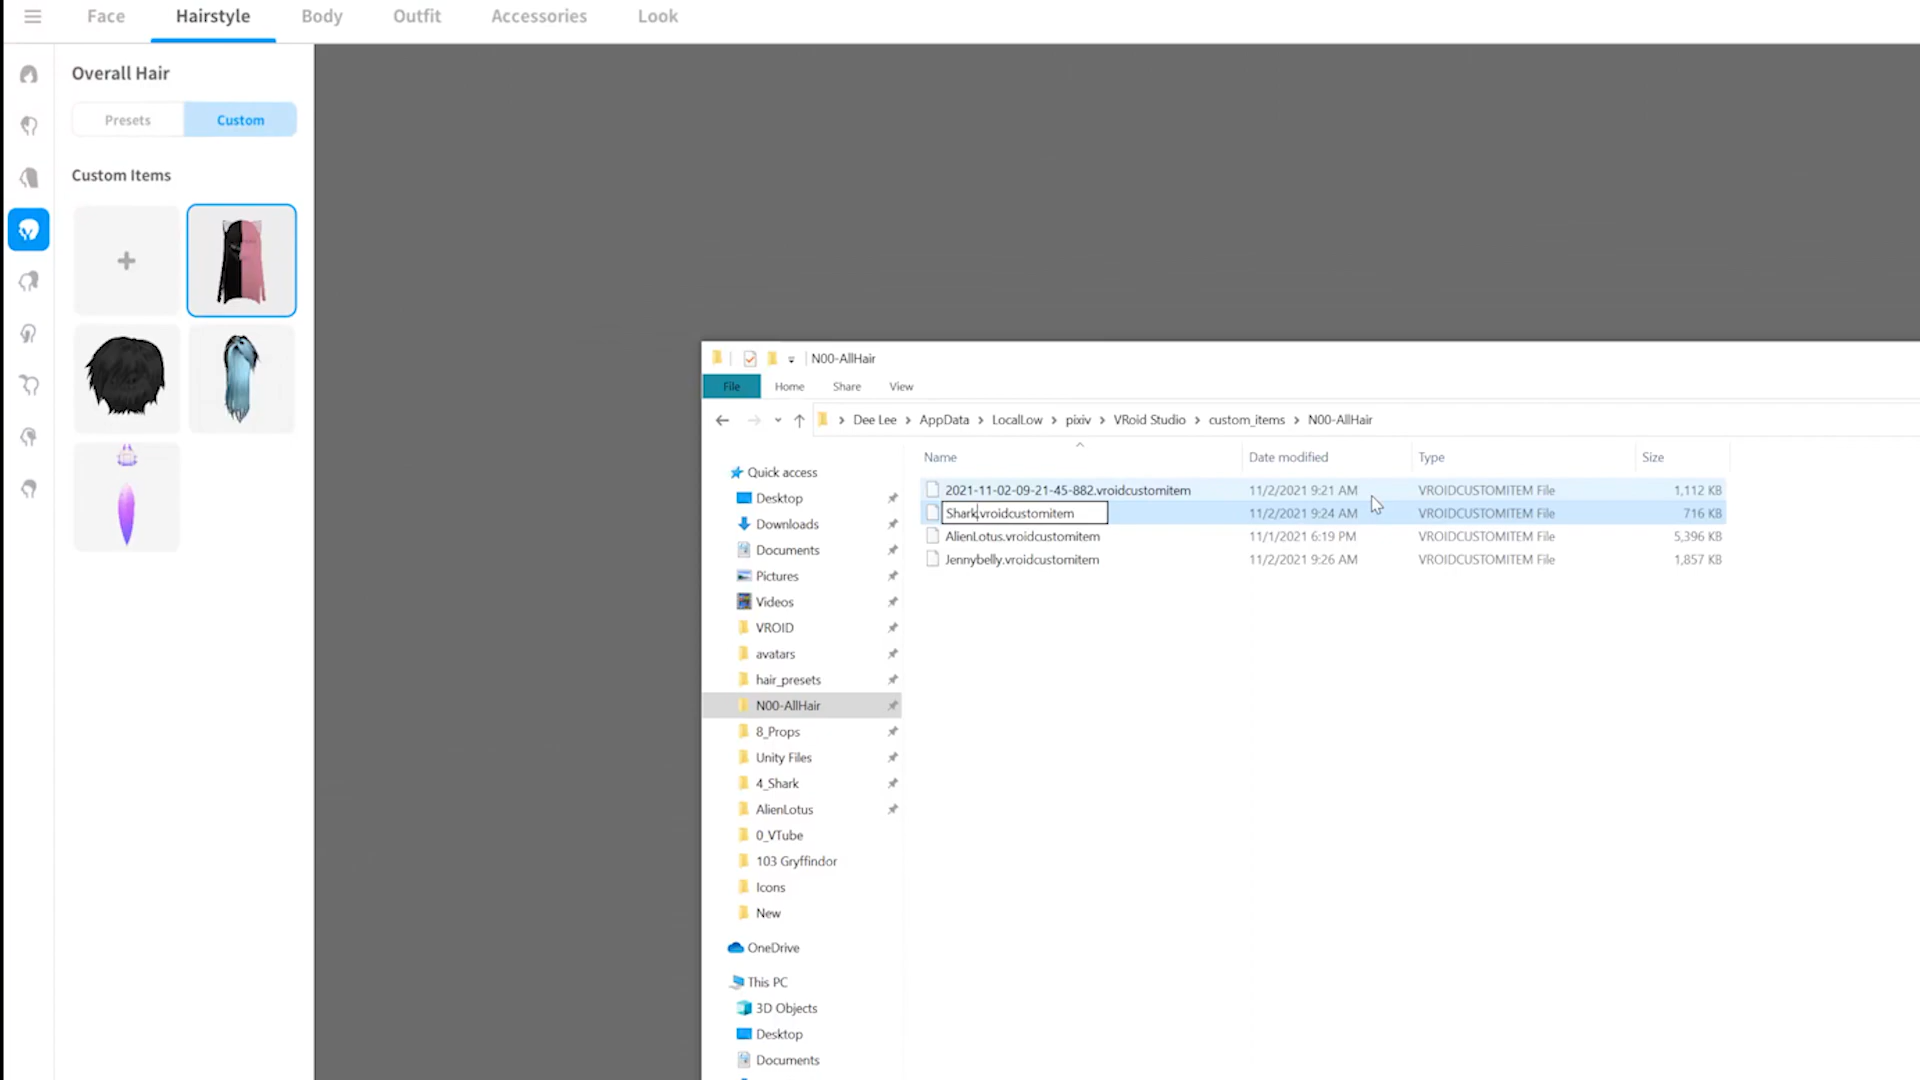 Face Hairstyle Body Outfit Accessories Look
Overall Hair
Presets Custom
Custom Items
N00-AllHair
File Home Share View
Dee Lee AppData LocalLow pixiv VRoid Studio custom_items N00-AllHair
Name Date modified Type Size
2021-11-02-09-21-45-882.vroidcustomitem 11/2/2021 9:21 AM VROIDCUSTOMITEM File 1,112 KB
Shark.vroidcustomitem 11/2/2021 9:24 AM VROIDCUSTOMITEM File 716 KB
AlienLotus.vroidcustomitem 11/1/2021 6:19 PM VROIDCUSTOMITEM File 5,396 KB
Jennybelly.vroidcustomitem 11/2/2021 9:26 AM VROIDCUSTOMITEM File 1,857 KB
Quick access
Desktop
Downloads
Documents
Pictures
Videos
VROID
avatars
hair_presets
N00-AllHair
8_Props
Unity Files
4_Shark
AlienLotus
0_VTube
103 Gryffindor
Icons
New
OneDrive
This PC
3D Objects
Desktop
Documents